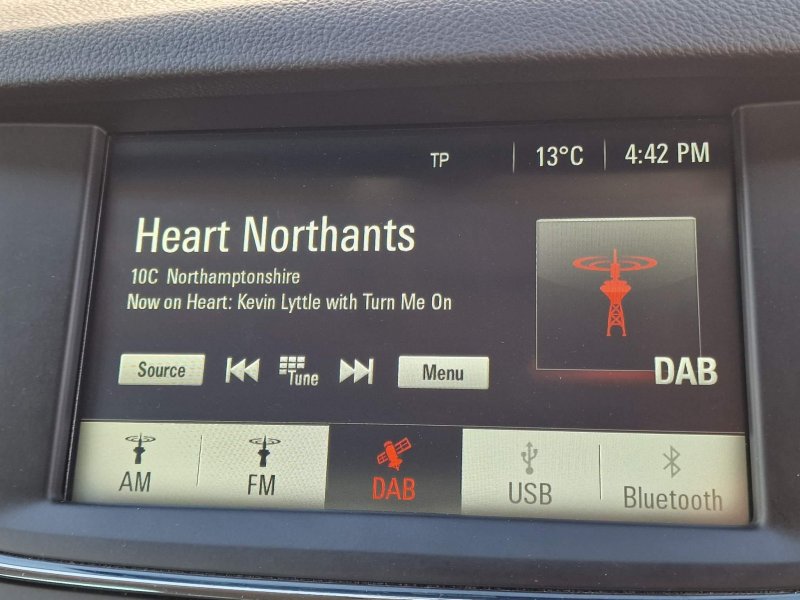 TP 13°C 4:42 PM
Heart Northants
10C Northamptonshire
Now on Heart: Kevin Lyttle with Turn Me On
Source Tune Menu
DAB
AM FM DAB USB Bluetooth